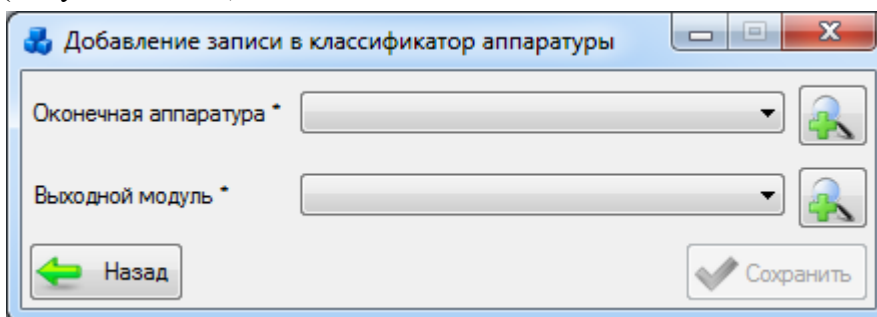 Добавление записи в классификатор аппаратуры
Оконечная аппаратура *
Выходной модуль *
Назад
Сохранить